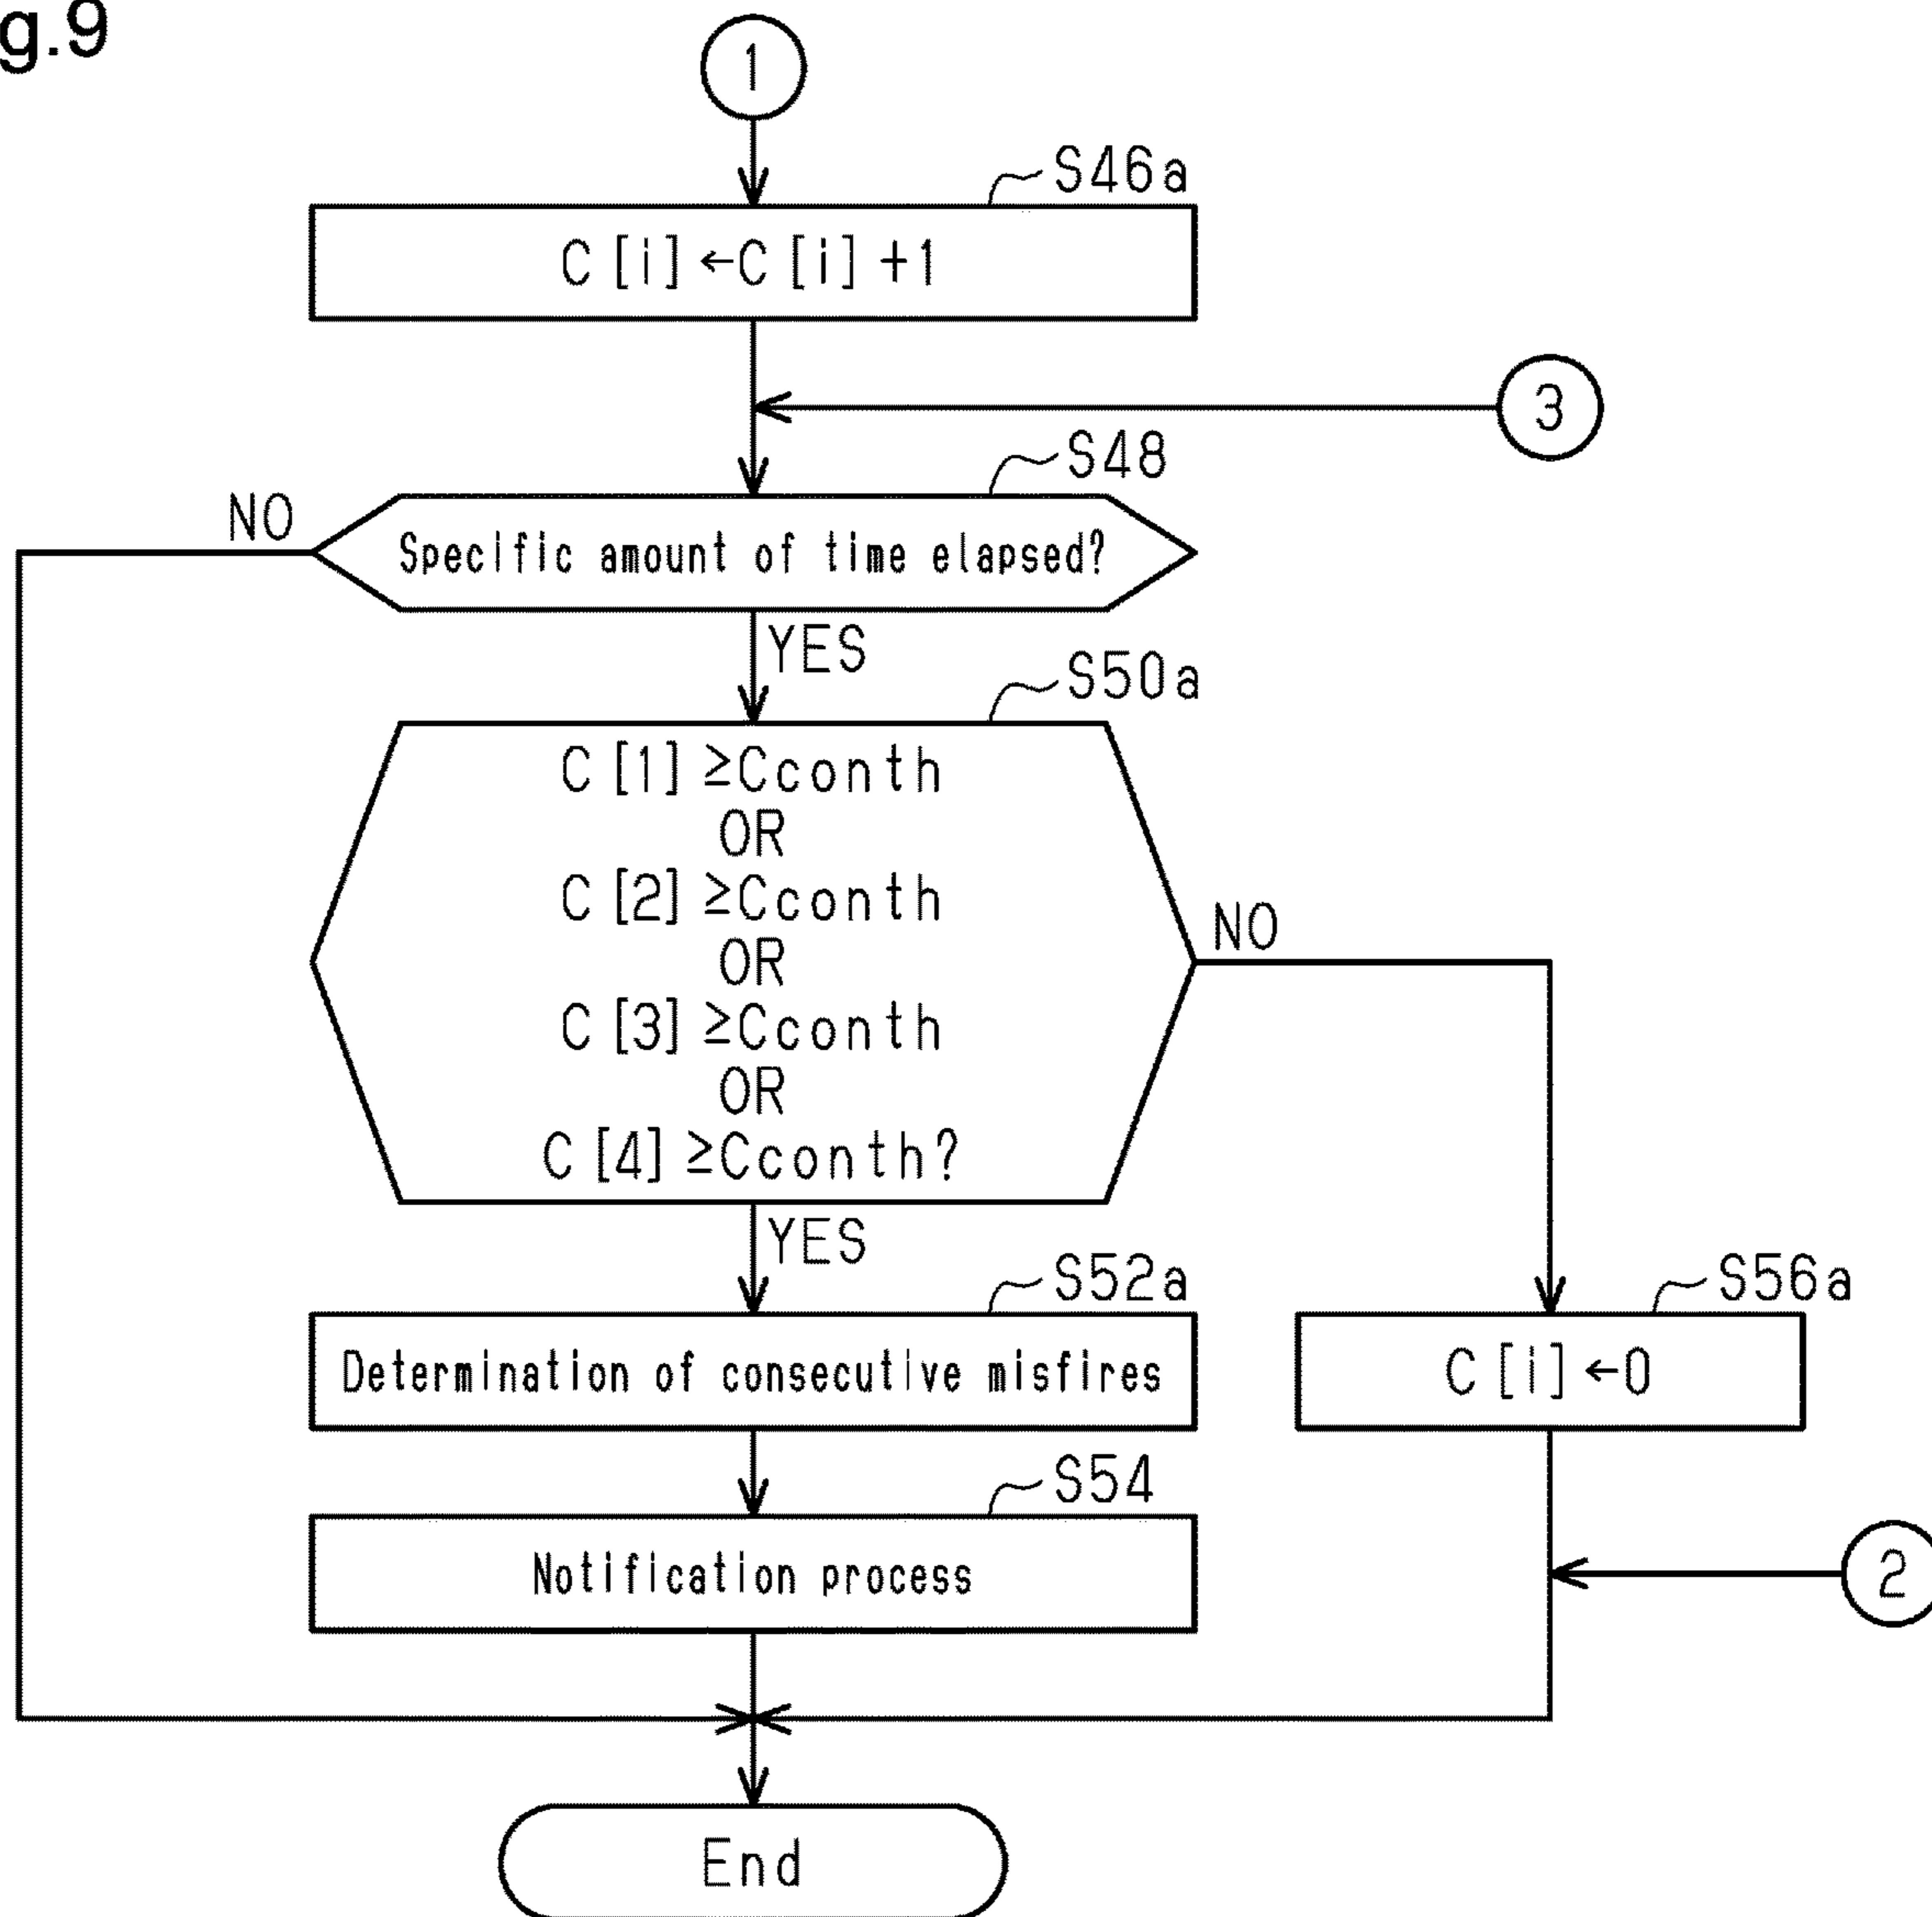 g.9
1
S46a
C[i]←C[i]+1
3
S48
NO
Specific amount of time elapsed?
YES
S50a
C[1]≥Cconth
OR
C[2]≥Cconth
OR
C[3]≥Cconth
OR
C[4]≥Cconth?
NO
YES
S52a
Determination of consecutive misfires
S56a
C[i]←0
S54
Notification process
2
End